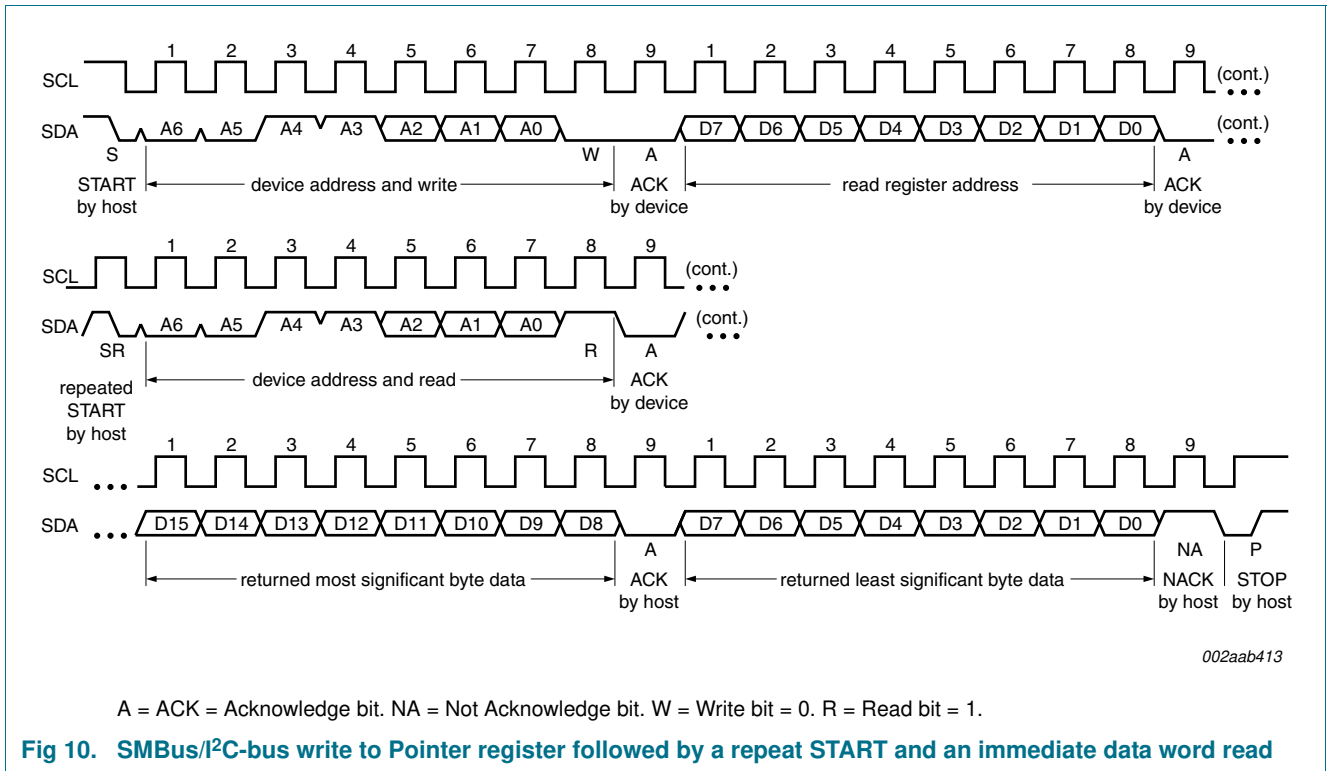 1 2 3 4 5 6 7 8 9 1 2 3 4 5 6 7 8 9
SCL (cont.)
SDA A6 A5 A4 A3 A2 A1 A0 D7 D6 D5 D4 D3 D2 D1 D0 (cont.)
S W A A
START by host device address and write ACK by device read register address ACK by device
1 2 3 4 5 6 7 8 9
SCL (cont.)
SDA A6 A5 A4 A3 A2 A1 A0 (cont.)
SR R A
repeated START by host device address and read ACK by device
1 2 3 4 5 6 7 8 9 1 2 3 4 5 6 7 8 9
SCL
SDA D15 D14 D13 D12 D11 D10 D9 D8 D7 D6 D5 D4 D3 D2 D1 D0
A NA P
returned most significant byte data ACK by host returned least significant byte data NACK by host STOP by host
002aab413
A = ACK = Acknowledge bit. NA = Not Acknowledge bit. W = Write bit = 0. R = Read bit = 1.
Fig 10. SMBus/I²C-bus write to Pointer register followed by a repeat START and an immediate data word read